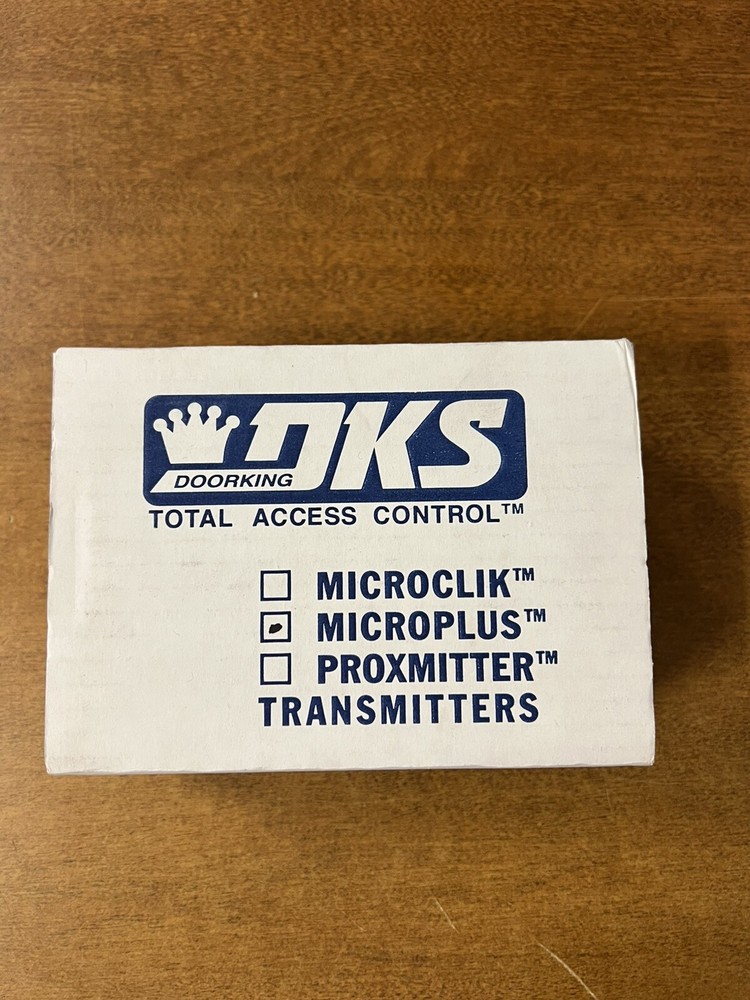 DKS
DOORKING
TOTAL ACCESS CONTROL™
MICROCLIK™
MICROPLUS™
PROXMITTER™
TRANSMITTERS